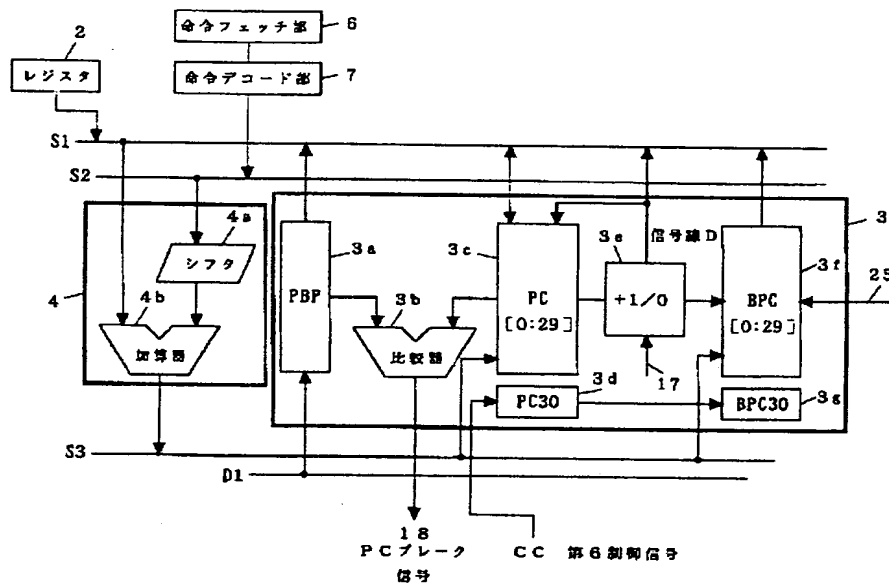 命令フェッチ部 6
2
レジスタ
命令デコード部 7
S1
S2
3
4a
シフタ
3a
3c
3e
信号線D
3f
25
4
4b
加算器
PBP
3b
比較器
PC
[0:29]
+1/0
BPC
[0:29]
17
3d
PC30
BPC30
3g
S3
D1
18
PCブレーク
信号
CC 第6制御信号